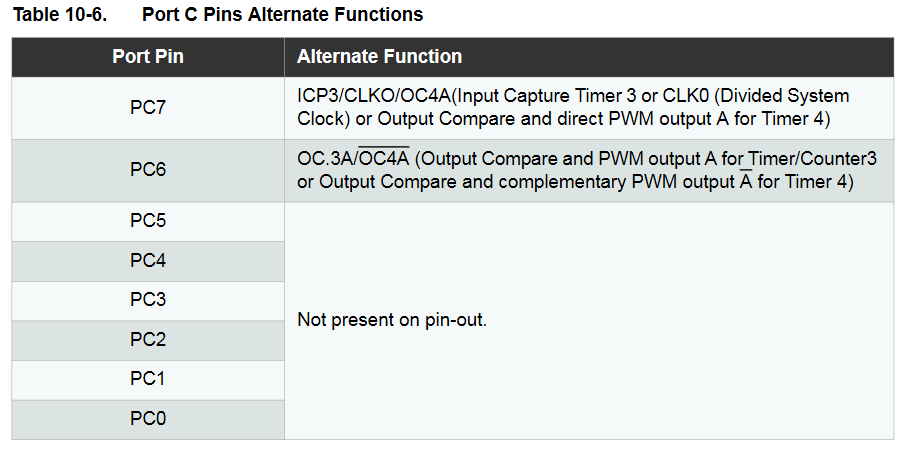 Table 10-6. Port C Pins Alternate Functions
Port Pin Alternate Function
PC7
ICP3/CLKO/OC4A(Input Capture Timer 3 or CLK0 (Divided System
Clock) or Output Compare and direct PWM output A for Timer 4)
PC6
OC.3A/O̅C̅4̅A̅ (Output Compare and PWM output A for Timer/Counter3
or Output Compare and complementary PWM output A̅ for Timer 4)
PC5
PC4
PC3
PC2
PC1
PC0
Not present on pin-out.